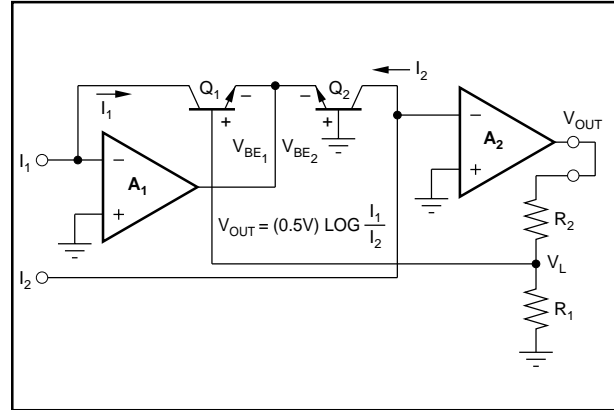 Q1
Q2
I2
I1
− −
+ +
VBE1 VBE2
VOUT
I1
−
A1
+
−
A2
+
VOUT = (0.5V) LOG I1
I2
R2
I2
VL
R1